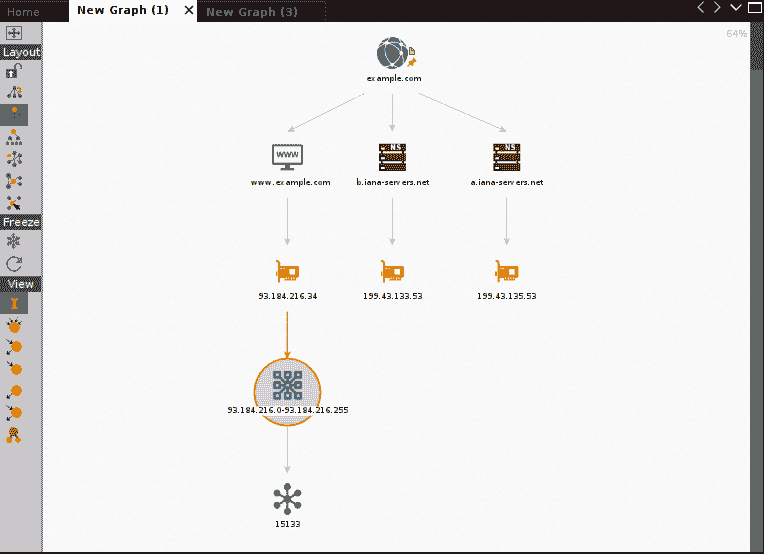 Home
New Graph (1)
New Graph (3)
64%
Layout
Freeze
View
example.com
WWW
NS
NS
www.example.com
b.iana-servers.net
a.iana-servers.net
93.184.216.34
199.43.133.53
199.43.135.53
93.184.216.0-93.184.216.255
15133